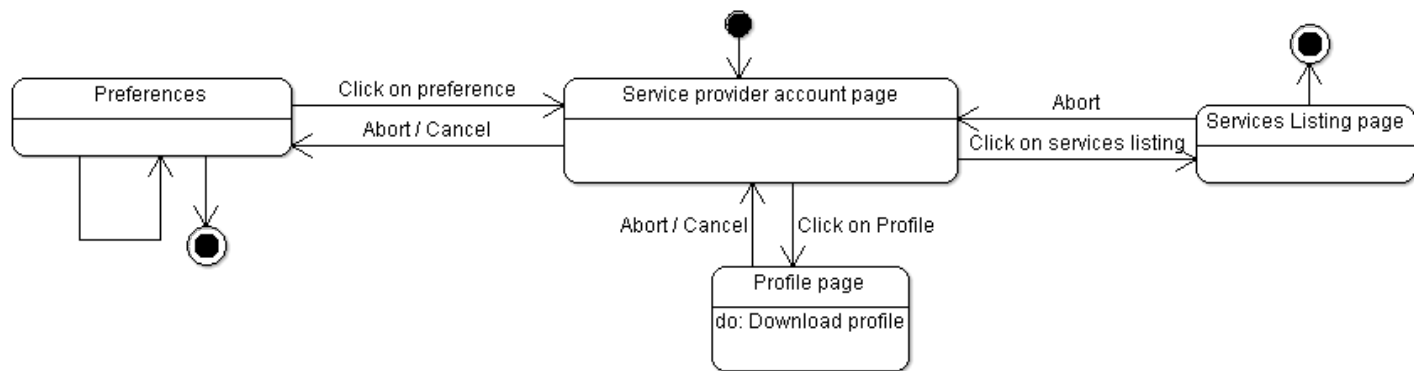 Preferences
Click on preference
Abort / Cancel
Service provider account page
Abort
Click on services listing
Services Listing page
Abort / Cancel
Click on Profile
Profile page
do: Download profile